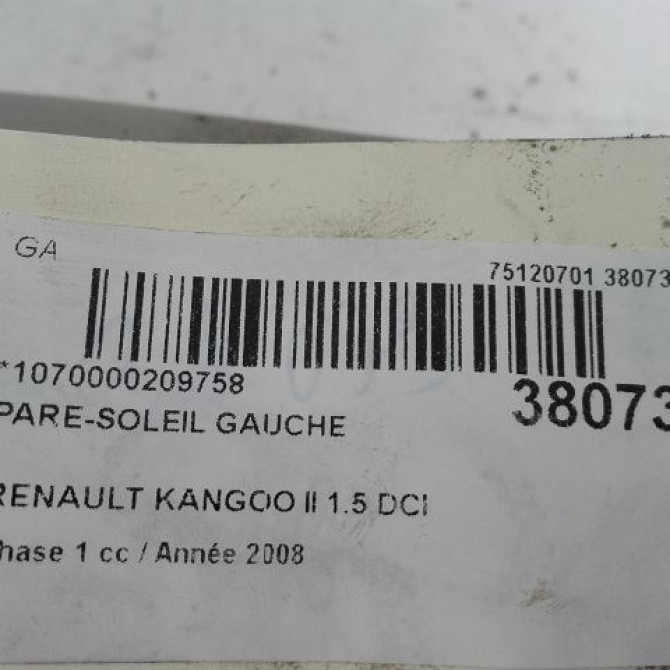 GA
75120701 38073
*1070000209758
38073
PARE-SOLEIL GAUCHE
RENAULT KANGOO II 1.5 DCI
hase 1 cc / Année 2008